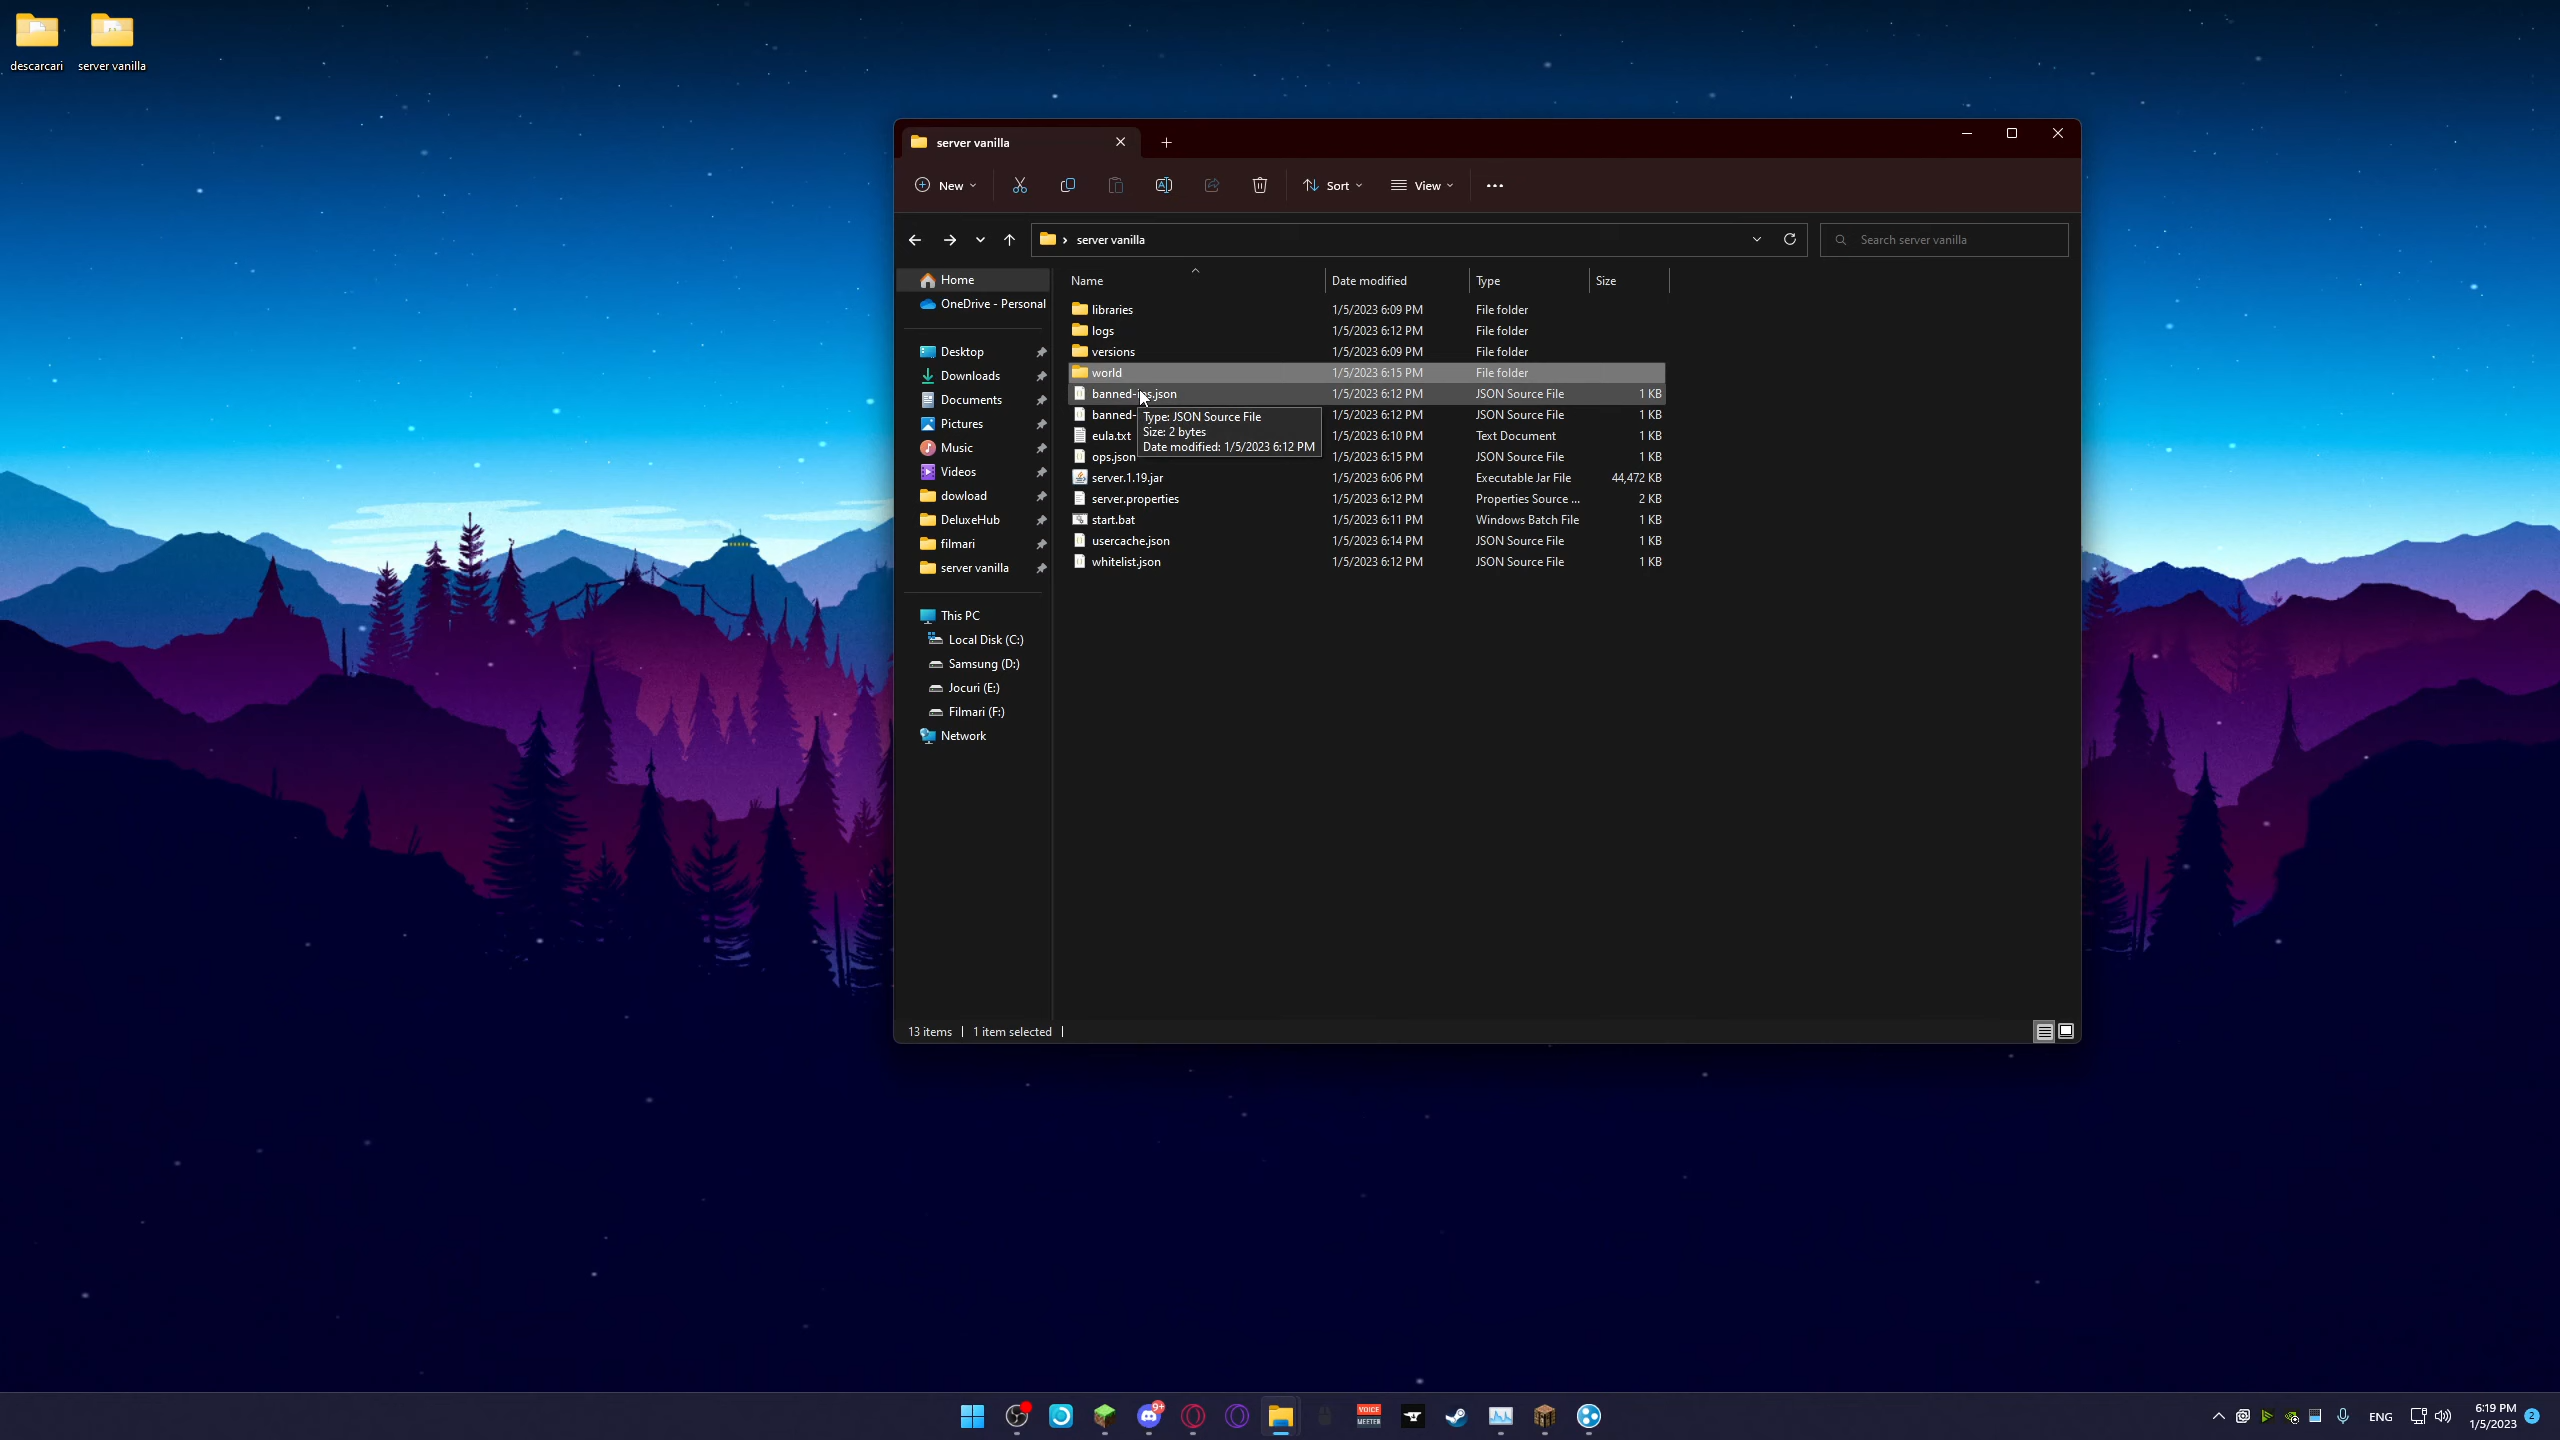 descarcari
server vanilla
server vanilla
New
Sort
View
server vanilla
Search server vanilla
Home
OneDrive - Personal
Desktop
Downloads
Documents
Pictures
Music
Videos
dowload
DeluxeHub
filmari
server vanilla
This PC
Local Disk (C:)
Samsung (D:)
Jocuri (E:)
Filmari (F:)
Network
Name Date modified Type Size
libraries 1/5/2023 6:09 PM File folder
logs 1/5/2023 6:12 PM File folder
versions 1/5/2023 6:09 PM File folder
world 1/5/2023 6:15 PM File folder
banned-ips.json 1/5/2023 6:12 PM JSON Source File 1 KB
banned- 1/5/2023 6:12 PM JSON Source File 1 KB
eula.txt 1/5/2023 6:10 PM Text Document 1 KB
ops.json 1/5/2023 6:15 PM JSON Source File 1 KB
server.1.19.jar 1/5/2023 6:06 PM Executable Jar File 44,472 KB
server.properties 1/5/2023 6:12 PM Properties Source ... 2 KB
start.bat 1/5/2023 6:11 PM Windows Batch File 1 KB
usercache.json 1/5/2023 6:14 PM JSON Source File 1 KB
whitelist.json 1/5/2023 6:12 PM JSON Source File 1 KB
Type: JSON Source File
Size: 2 bytes
Date modified: 1/5/2023 6:12 PM
13 items 1 item selected
9+
VOICE
MEETER
ENG
6:19 PM
1/5/2023
2